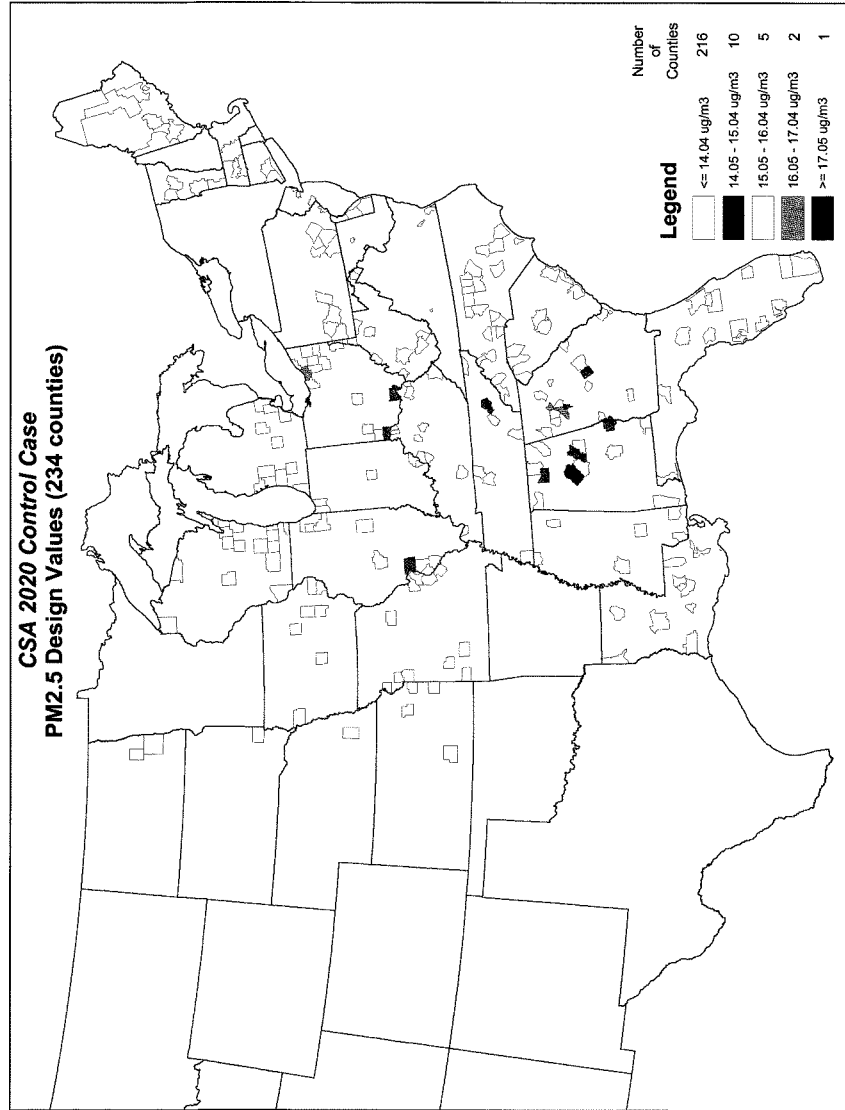 CSA 2020 Control Case
PM2.5 Design Values (234 counties)
Legend
Number
of
Counties
<= 14.04 ug/m3 216
14.05 - 15.04 ug/m3 10
15.05 - 16.04 ug/m3 5
16.05 - 17.04 ug/m3 2
>= 17.05 ug/m3 1